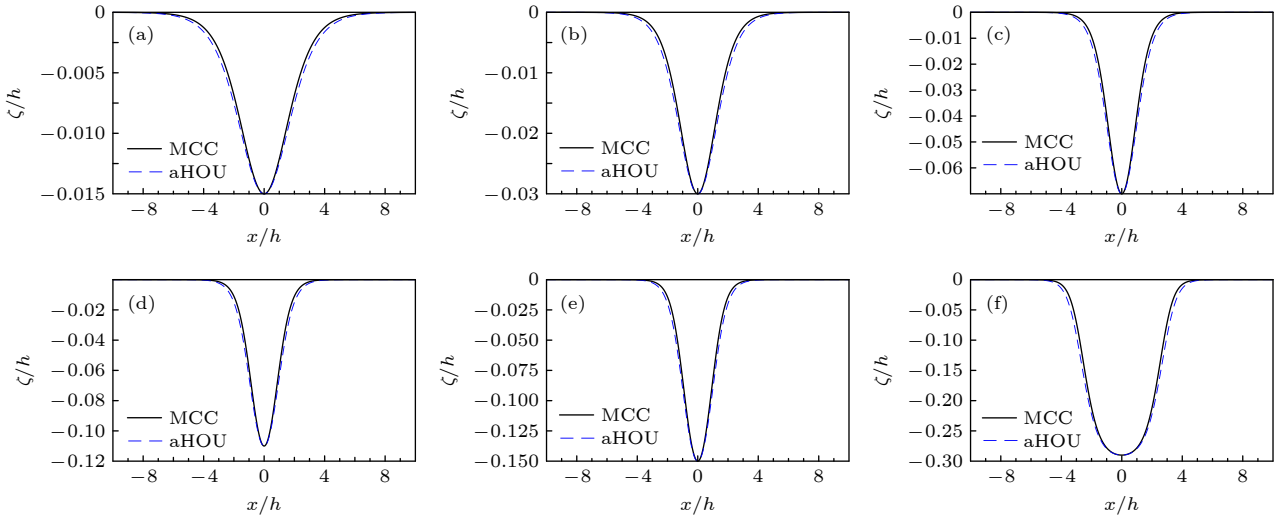 (a)
0
−0.005
−0.010
−0.015
ζ/h
MCC
aHOU
−8 −4 0 4 8
x/h
(b)
0
−0.01
−0.02
−0.03
ζ/h
MCC
aHOU
−8 −4 0 4 8
x/h
(c)
0
−0.01
−0.02
−0.03
−0.04
−0.05
−0.06
ζ/h
MCC
aHOU
−8 −4 0 4 8
x/h
(d)
−0.02
−0.04
−0.06
−0.08
−0.10
−0.12
ζ/h
MCC
aHOU
−8 −4 0 4 8
x/h
(e)
0
−0.025
−0.050
−0.075
−0.100
−0.125
−0.150
ζ/h
MCC
aHOU
−8 −4 0 4 8
x/h
(f)
0
−0.05
−0.10
−0.15
−0.20
−0.25
−0.30
ζ/h
MCC
aHOU
−8 −4 0 4 8
x/h